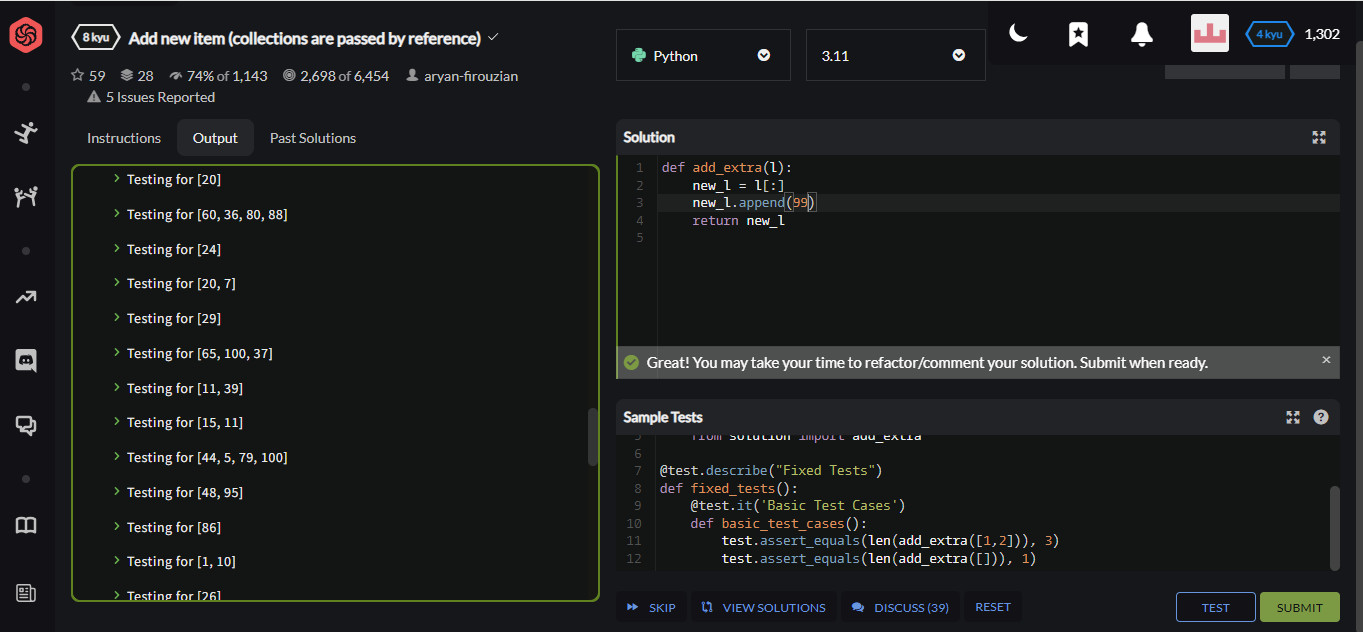 8 kyu Add new item (collections are passed by reference)
59 28 74% of 1,143 2,698 of 6,454 aryan-firouzian
5 Issues Reported
Python
3.11
4 kyu 1,302
Instructions Output Past Solutions
Testing for [20]
Testing for [60, 36, 80, 88]
Testing for [24]
Testing for [20, 7]
Testing for [29]
Testing for [65, 100, 37]
Testing for [11, 39]
Testing for [15, 11]
Testing for [44, 5, 79, 100]
Testing for [48, 95]
Testing for [86]
Testing for [1, 10]
Testing for [26]
Solution
1 def add_extra(l):
2 new_l = l[:]
3 new_l.append(99)
4 return new_l
5
Great! You may take your time to refactor/comment your solution. Submit when ready.
Sample Tests
5 from solution import add_extra
6
7 @test.describe("Fixed Tests")
8 def fixed_tests():
9 @test.it('Basic Test Cases')
10 def basic_test_cases():
11 test.assert_equals(len(add_extra([1,2])), 3)
12 test.assert_equals(len(add_extra([])), 1)
SKIP VIEW SOLUTIONS DISCUSS (39) RESET TEST SUBMIT